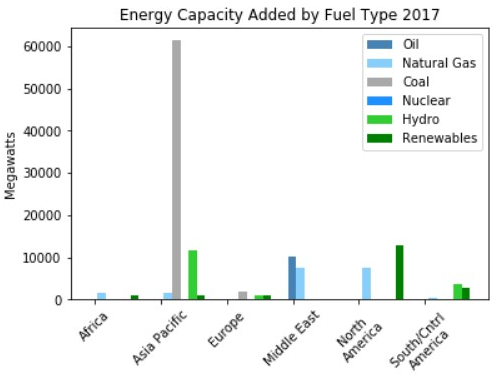 Energy Capacity Added by Fuel Type 2017
Oil
Natural Gas
Coal
Nuclear
Hydro
Renewables
Megawatts
60000
50000
40000
30000
20000
10000
0
Africa
Asia Pacific
Europe
Middle East
North
America
South/Cntrl
America